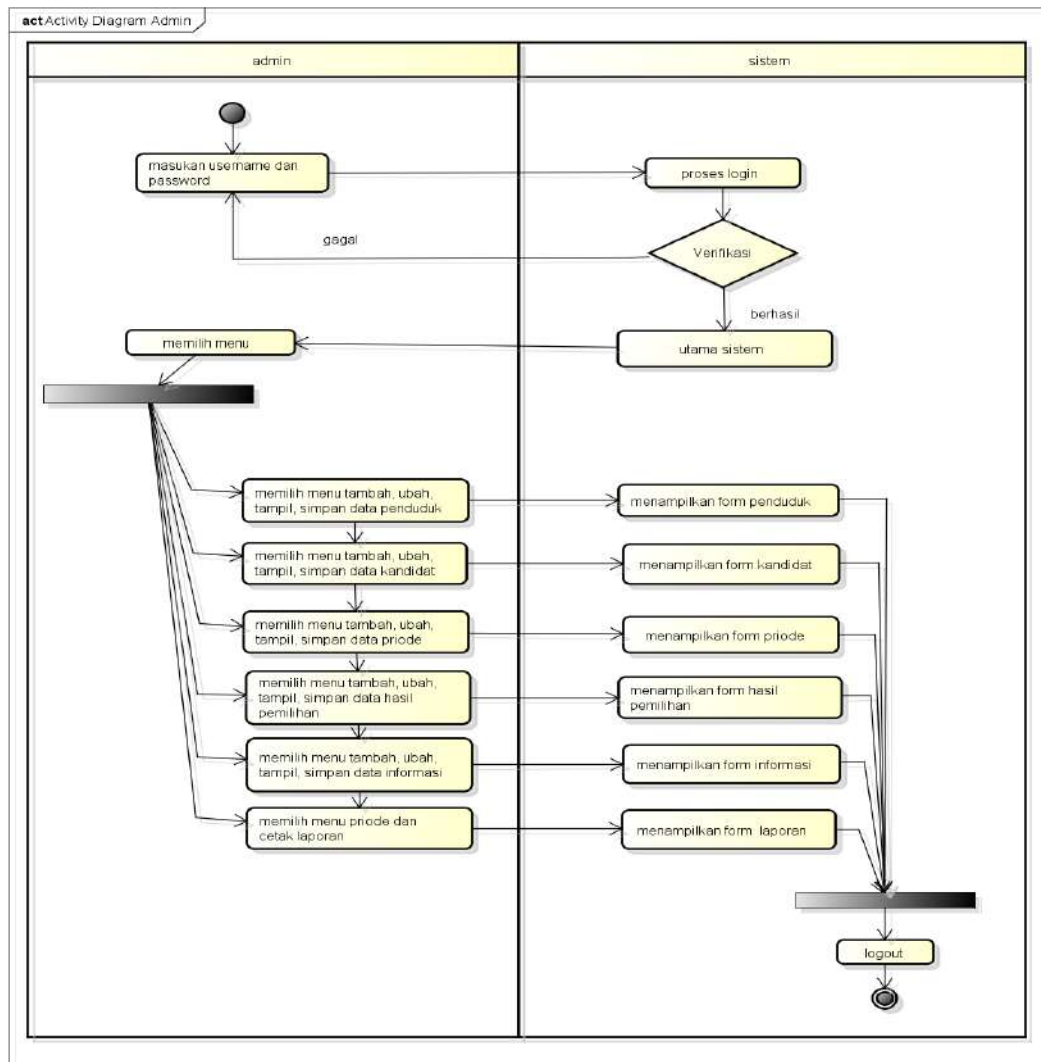 act Activity Diagram Admin
admin
sistem
masukan username dan
password
proses login
gagal
Verifikasi
berhasil
memilih menu
utama sistem
memilih menu tambah, ubah,
tampil, simpan data penduduk
menampilkan form penduduk
memilih menu tambah, ubah,
tampil, simpan data kandidat
menampilkan form kandidat
memilih menu tambah, ubah,
tampil, simpan data priode
menampilkan form priode
memilih menu tambah, ubah,
tampil, simpan data hasil
pemilihan
menampilkan form hasil
pemilihan
memilih menu tambah, ubah,
tampil, simpan data informasi
menampilkan form informasi
memilih menu priode dan
cetak laporan
menampilkan form laporan
logout